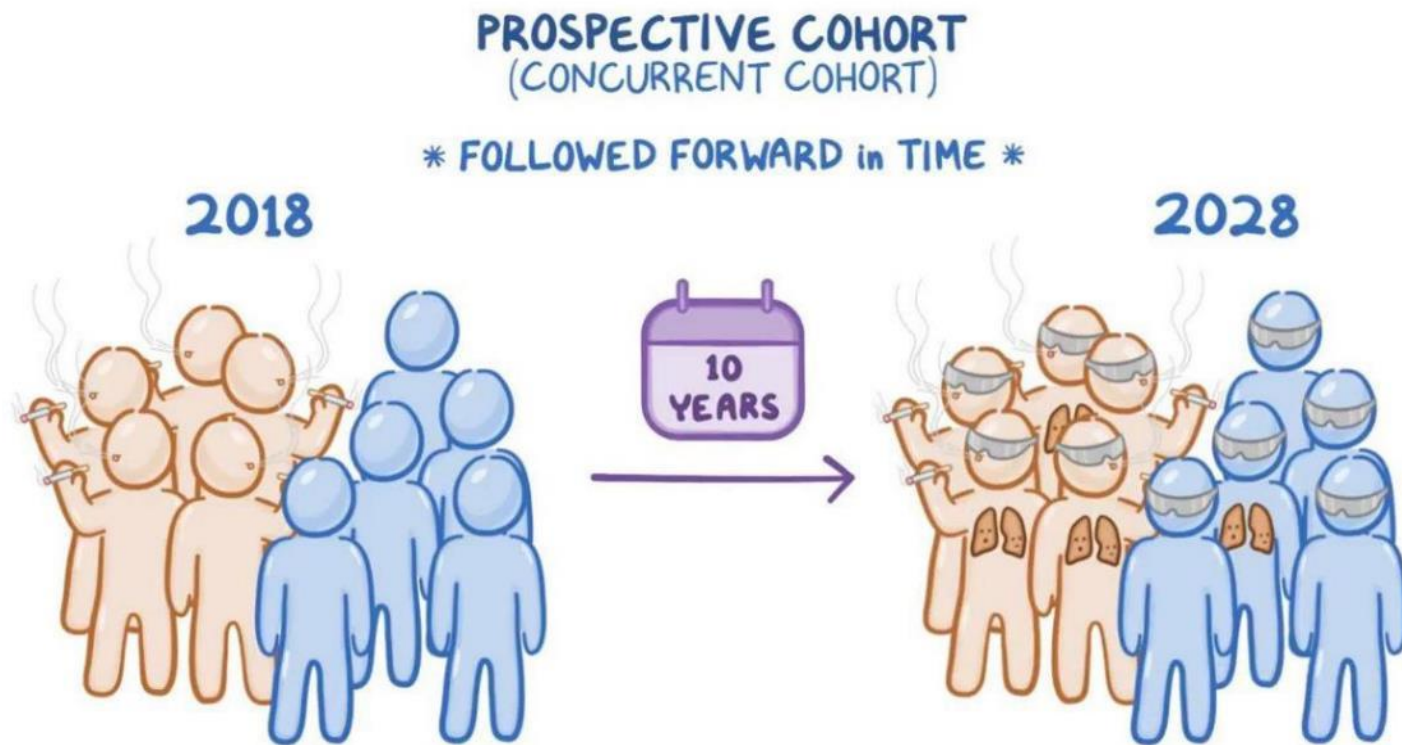 PROSPECTIVE COHORT
(CONCURRENT COHORT)
* FOLLOWED FORWARD in TIME *
2018
2028
10
YEARS